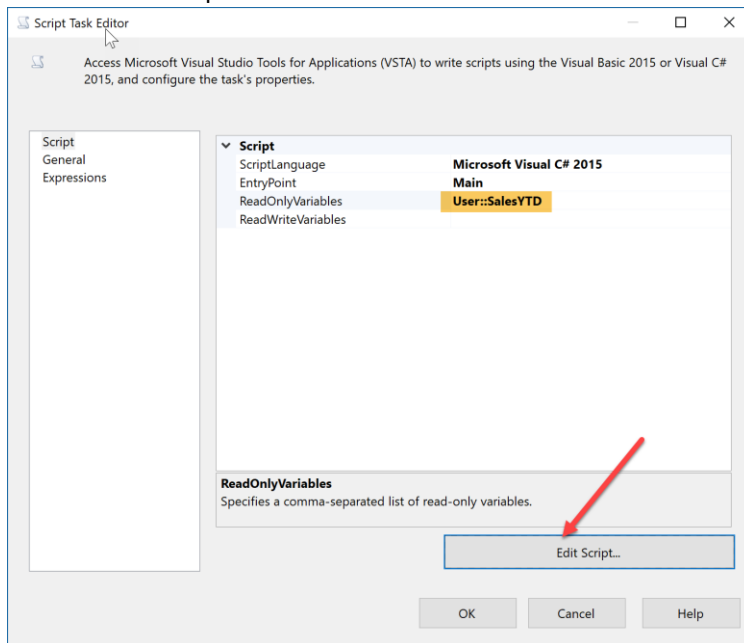 Script Task Editor
Access Microsoft Visual Studio Tools for Applications (VSTA) to write scripts using the Visual Basic 2015 or Visual C#
2015, and configure the task's properties.
Script
General
Expressions
Script
ScriptLanguage Microsoft Visual C# 2015
EntryPoint Main
ReadOnlyVariables User::SalesYTD
ReadWriteVariables
ReadOnlyVariables
Specifies a comma-separated list of read-only variables.
Edit Script...
OK Cancel Help